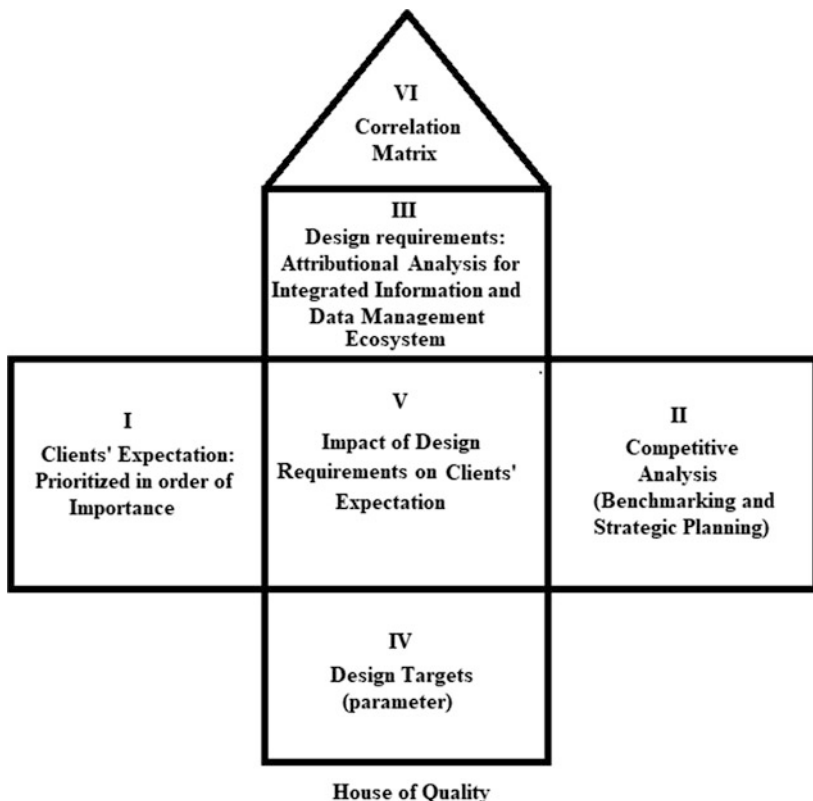 VI
Correlation
Matrix
III
Design requirements:
Attributional Analysis for
Integrated Information and
Data Management
Ecosystem
I
Clients' Expectation:
Prioritized in order of
Importance
V
Impact of Design
Requirements on Clients'
Expectation
II
Competitive
Analysis
(Benchmarking and
Strategic Planning)
IV
Design Targets
(parameter)
House of Quality